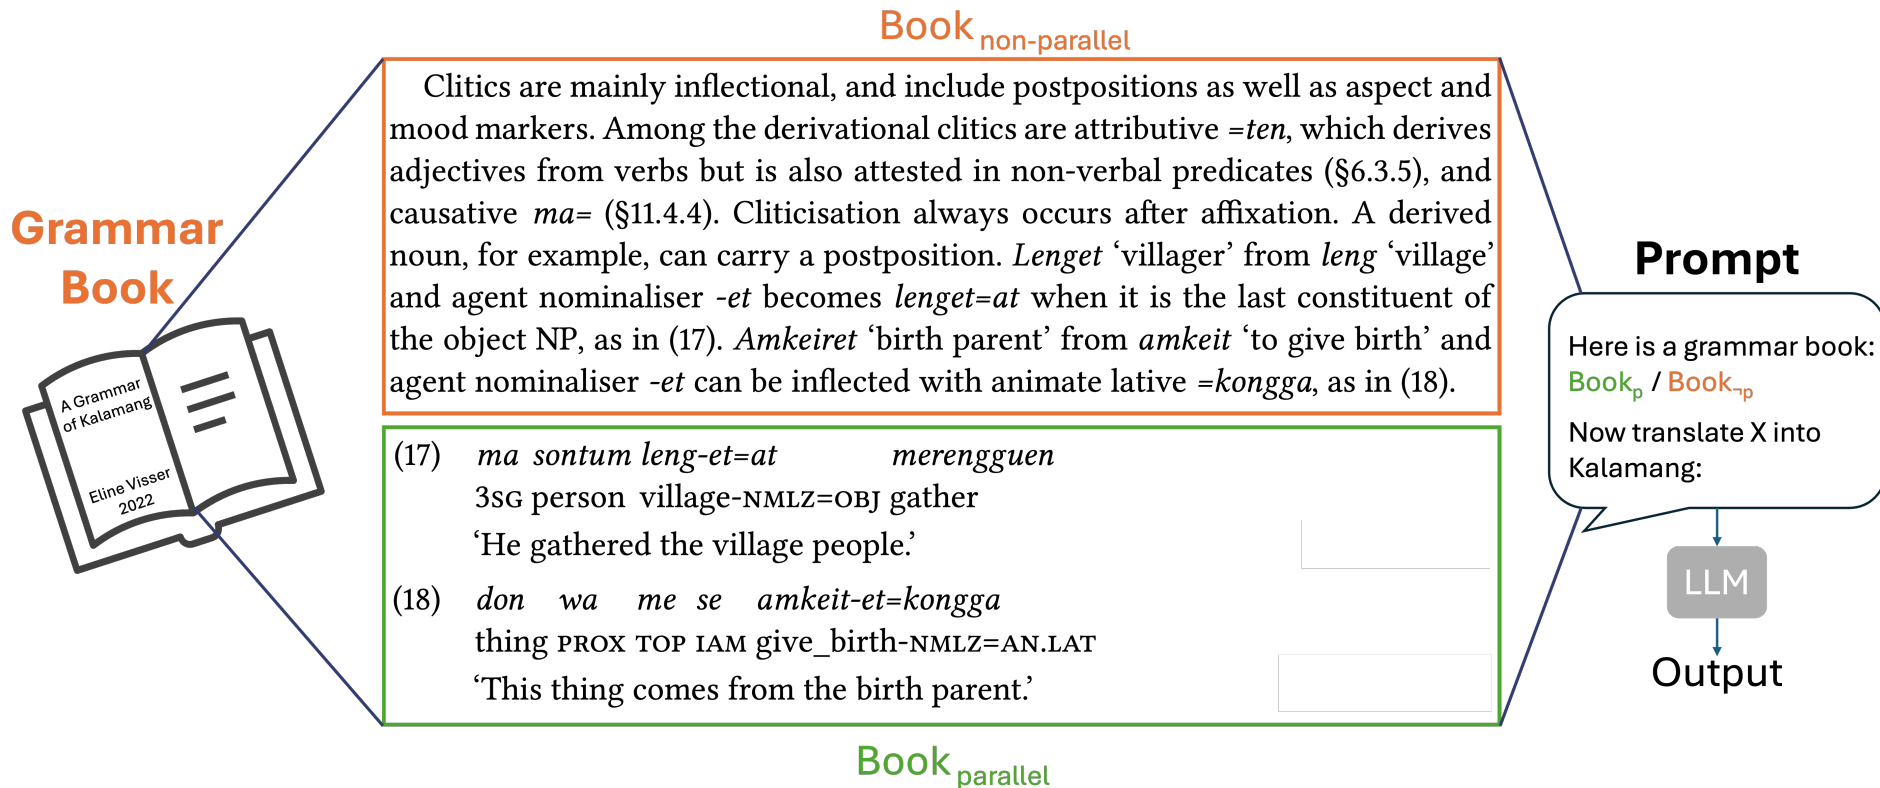 Book non-parallel
Clitics are mainly inflectional, and include postpositions as well as aspect and
mood markers. Among the derivational clitics are attributive =ten, which derives
adjectives from verbs but is also attested in non-verbal predicates (§6.3.5), and
causative ma= (§11.4.4). Cliticisation always occurs after affixation. A derived
noun, for example, can carry a postposition. Lenget ‘villager’ from leng ‘village’
and agent nominaliser -et becomes lenget=at when it is the last constituent of
the object NP, as in (17). Amkeiret ‘birth parent’ from amkeit ‘to give birth’ and
agent nominaliser -et can be inflected with animate lative =kongga, as in (18).
Grammar
Book
A Grammar
of Kalamang
Eline Visser
2022
(17) ma sontum leng-et=at merengguen
3SG person village-NMLZ=OBJ gather
‘He gathered the village people.’
(18) don wa me se amkeit-et=kongga
thing PROX TOP IAM give_birth-NMLZ=AN.LAT
‘This thing comes from the birth parent.’
Book parallel
Prompt
Here is a grammar book:
Bookp / Book¬p
Now translate X into
Kalamang:
LLM
Output